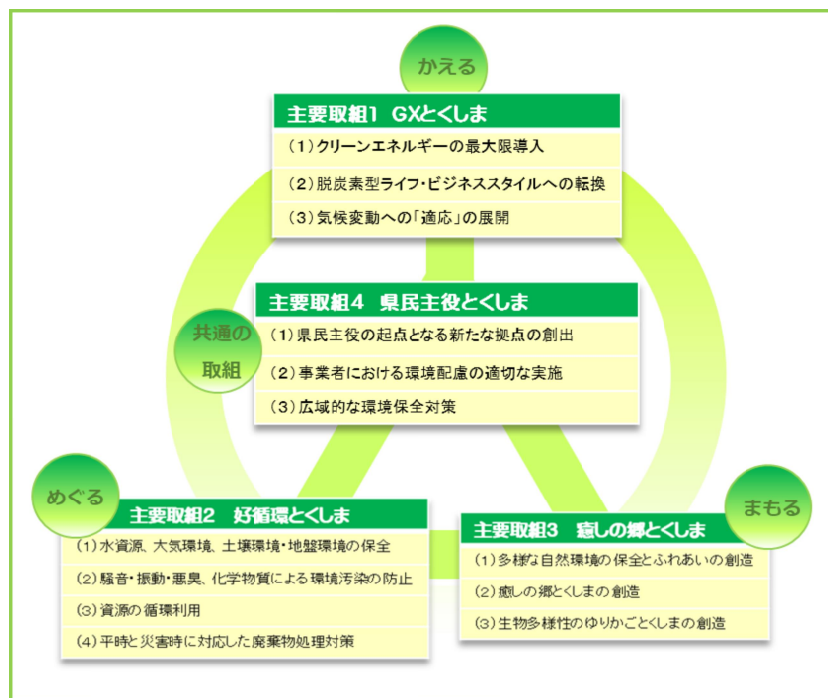 かえる
主要取組1 GXとくしま
(1)クリーンエネルギーの最大限導入
(2)脱炭素型ライフ・ビジネススタイルへの転換
(3)気候変動への「適応」の展開
共通の
取組
主要取組4 県民主役とくしま
(1)県民主役の起点となる新たな拠点の創出
(2)事業者における環境配慮の適切な実施
(3)広域的な環境保全対策
めぐる
主要取組2 好循環とくしま
(1)水資源、大気環境、土壌環境・地盤環境の保全
(2)騒音・振動・悪臭、化学物質による環境汚染の防止
(3)資源の循環利用
(4)平時と災害時に対応した廃棄物処理対策
まもる
主要取組3 癒しの郷とくしま
(1)多様な自然環境の保全とふれあいの創造
(2)癒しの郷とくしまの創造
(3)生物多様性のゆりかごとくしまの創造